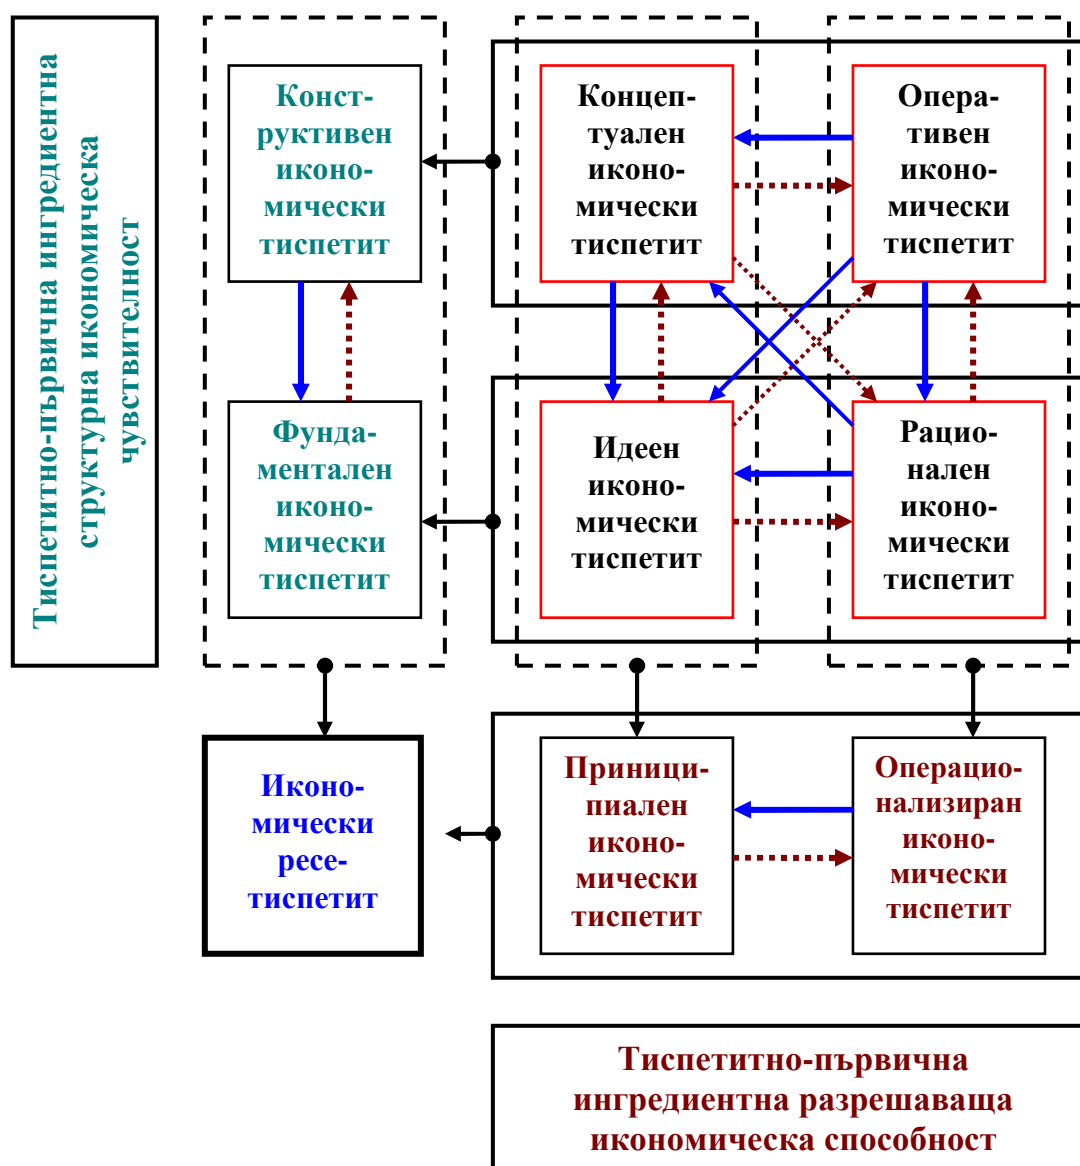 Тиспетитно-първична ингредиентна
структурна икономическа
чувствителност
Конст-
руктивен
иконо-
мически
тиспетит
Концеп-
туален
иконо-
мически
тиспетит
Опера-
тивен
иконо-
мически
тиспетит
Фунда-
ментален
иконо-
мически
тиспетит
Идеен
иконо-
мически
тиспетит
Рацио-
нален
иконо-
мически
тиспетит
Иконо-
мически
ресе-
тиспетит
Приници-
пиален
иконо-
мически
тиспетит
Операцио-
нализиран
иконо-
мически
тиспетит
Тиспетитно-първична
ингредиентна разрешаваща
икономическа способност